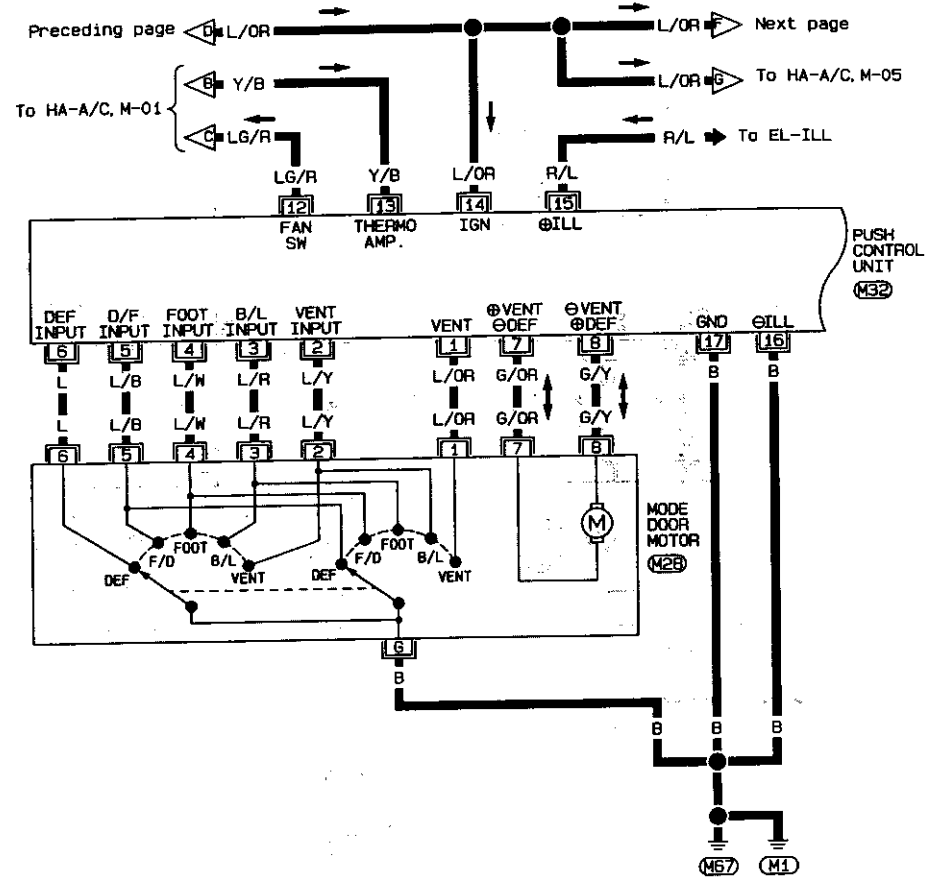 Preceding page D L/OR L/OR F Next page
B Y/B L/OR G To HA-A/C, M-05
To HA-A/C, M-01
C LG/R R/L To EL-ILL
LG/R Y/B L/OR R/L
12 13 14 15
FAN SW THERMO AMP. IGN ⊕ILL
PUSH CONTROL UNIT
M32
DEF INPUT D/F INPUT FOOT INPUT B/L INPUT VENT INPUT VENT ⊕VENT ⊖DEF ⊖VENT ⊕DEF GND ⊖ILL
6 5 4 3 2 1 7 8 17 16
L L/B L/W L/R L/Y L/OR G/OR G/Y B B
L L/B L/W L/R L/Y L/OR G/OR G/Y
6 5 4 3 2 1 7 8
MODE DOOR MOTOR
M28
M
DEF F/D FOOT B/L VENT DEF F/D FOOT B/L VENT
G
B
B B B
M67 M1